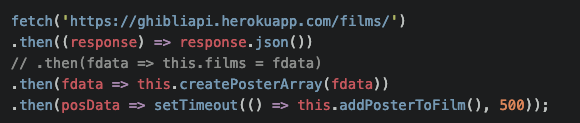 fetch('https://ghibliapi.herokuapp.com/films/')
.then((response) => response.json())
// .then(fdata => this.films = fdata)
.then(fdata => this.createPosterArray(fdata))
.then(posData => setTimeout(() => this.addPosterToFilm(), 500));